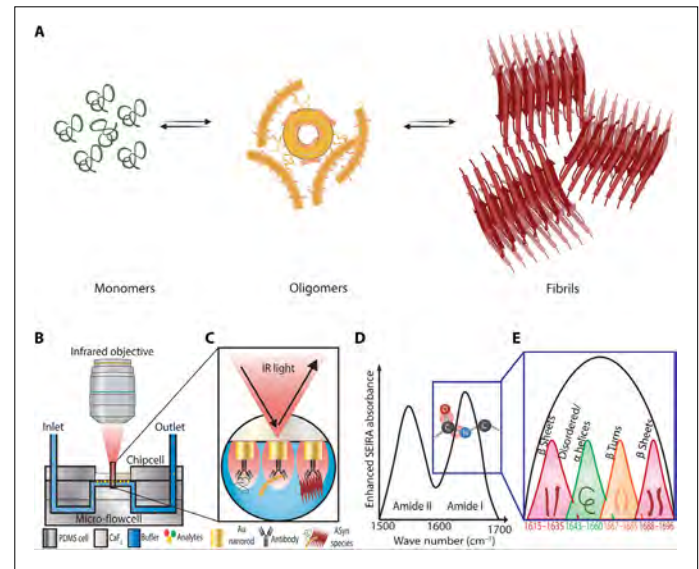 A
Monomers
Oligomers
Fibrils
B
Infrared objective
Inlet
Outlet
Chipcell
Micro-flowcell
C
IR light
D
Enhanced SEIRA absorbance
O
C
N
C
Amide II
Amide I
1500
1600
1700
Wave number (cm⁻¹)
E
β Sheets
Disordered/
α helices
β Turns
β Sheets
1615–1635
1645–1660
1667–1685
1688–1696
PDMS cell
CaF₂
Buffer
Analytes
Au
nanorod
Antibody
ASyn
species